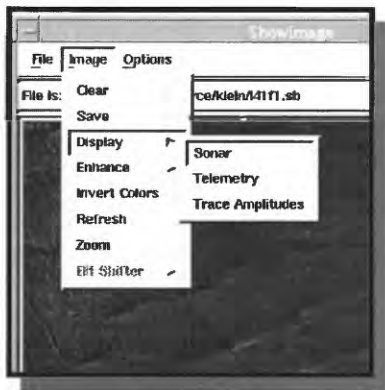 ShowImage
File Image Options
File is: rce/klein/l41f1.sb
Clear
Save
Display
Enhance
Invert Colors
Refresh
Zoom
Shifter
Sonar
Telemetry
Trace Amplitudes